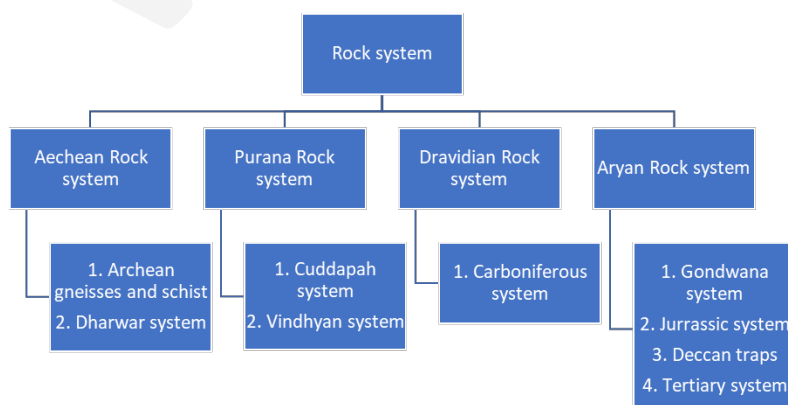 Rock system
Aechean Rock
system
Purana Rock
system
Dravidian Rock
system
Aryan Rock system
1. Archean
gneisses and schist
2. Dharwar system
1. Cuddapah
system
2. Vindhyan system
1. Carboniferous
system
1. Gondwana
system
2. Jurrassic system
3. Deccan traps
4. Tertiary system